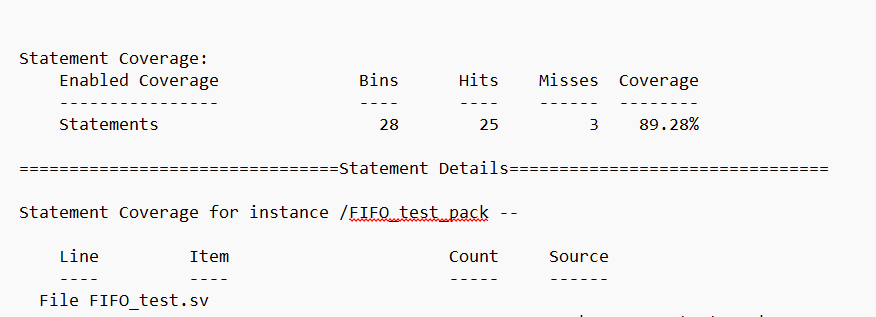 Statement Coverage:
Enabled Coverage Bins Hits Misses Coverage
---------------- ---- ---- ------ --------
Statements 28 25 3 89.28%
================================Statement Details================================
Statement Coverage for instance /FIFO_test_pack --
Line Item Count Source
---- ---- ----- ------
File FIFO_test.sv